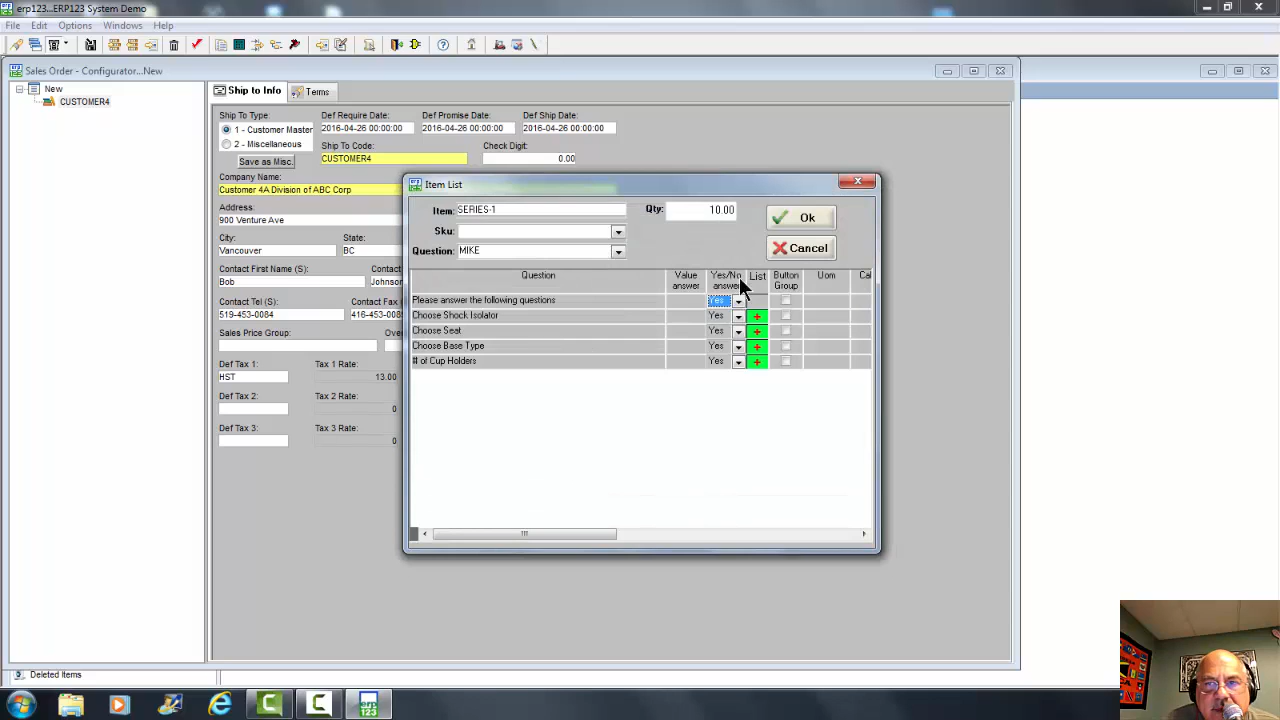 erp123...ERP123 System Demo
File Edit Options Windows Help
Sales Order - Configurator...New
New
CUSTOMER4
Ship to Info Terms
Ship To Type: Def Require Date: Def Promise Date: Def Ship Date:
1 - Customer Master 2016-04-26 00:00:00 2016-04-26 00:00:00 2016-04-26 00:00:00
2 - Miscellaneous Ship To Code: Check Digit:
Save as Misc. CUSTOMER4 0.00
Company Name:
Customer 4A Division of ABC Corp
Address:
900 Venture Ave
City: State:
Vancouver BC
Contact First Name (S): Contact
Bob Johnson
Contact Tel (S): Contact Fax (
519-453-0084 416-453-0089
Sales Price Group: Over
Def Tax 1: Tax 1 Rate:
HST 13.00
Def Tax 2: Tax 2 Rate:
0
Def Tax 3: Tax 3 Rate:
0
Item List
Item: SERIES-1 Qty: 10.00 Ok
Sku:
Question: MIKE Cancel
Question Value answer Yes/No answer List Button Group Uom Cal
Please answer the following questions Yes
Choose Shock Isolator Yes
Choose Seat Yes
Choose Base Type Yes
# of Cup Holders Yes
Deleted Items
erp
123